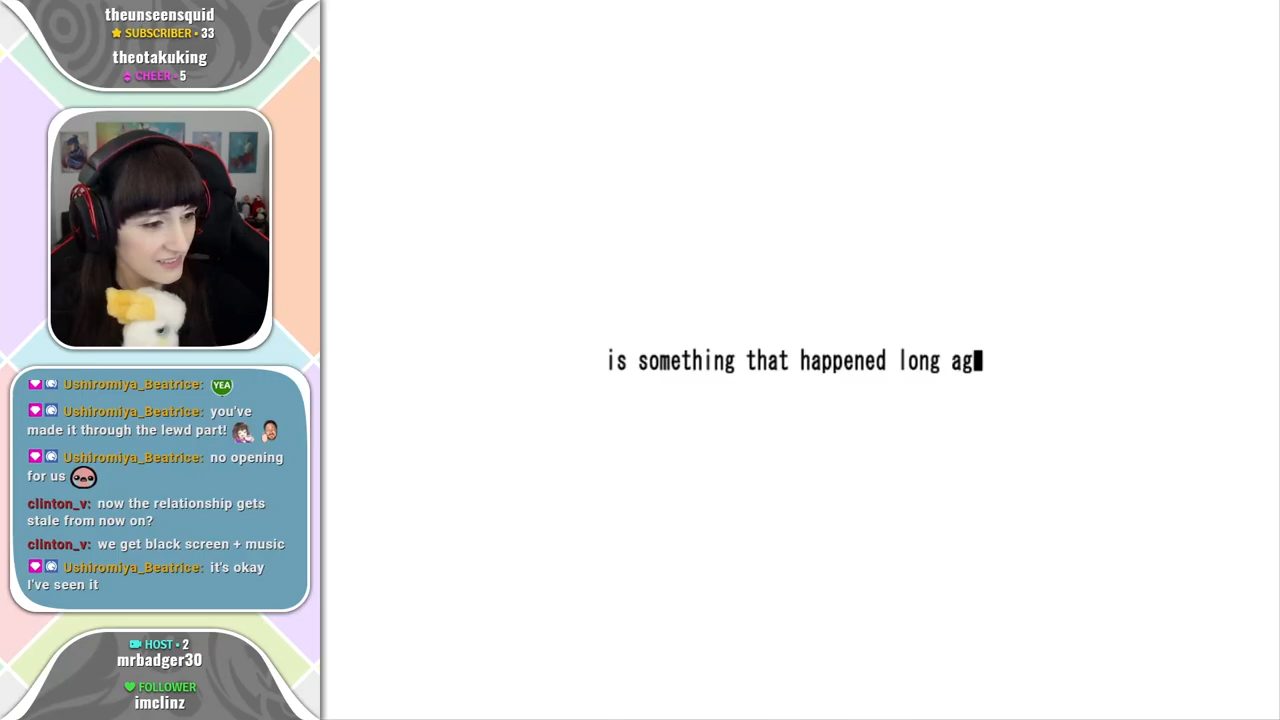 theunseensquid
SUBSCRIBER • 33
theotakuking
CHEER • 5
Ushiromiya_Beatrice: YEA
Ushiromiya_Beatrice: you've
made it through the lewd part!
Ushiromiya_Beatrice: no opening
for us
clinton_v: now the relationship gets
stale from now on?
clinton_v: we get black screen + music
Ushiromiya_Beatrice: it's okay
I've seen it
HOST • 2
mrbadger30
FOLLOWER
imclinz
is something that happened long ag